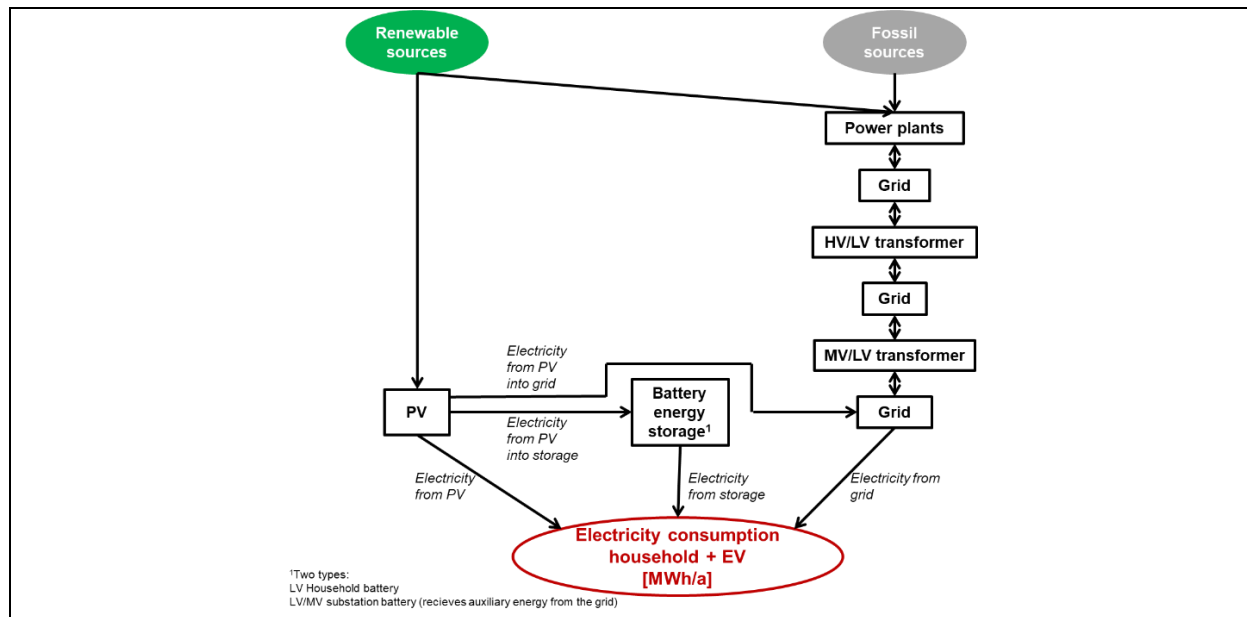 Renewable
sources
Fossil
sources
Power plants
Grid
HV/LV transformer
Grid
MV/LV transformer
Electricity
from PV
into grid
PV
Battery
energy
storage¹
Grid
Electricity
from PV
into storage
Electricity
from PV
Electricity
from storage
Electricity from
grid
Electricity consumption
household + EV
[MWh/a]
¹Two types:
LV Household battery
LV/MV substation battery (recieves auxiliary energy from the grid)